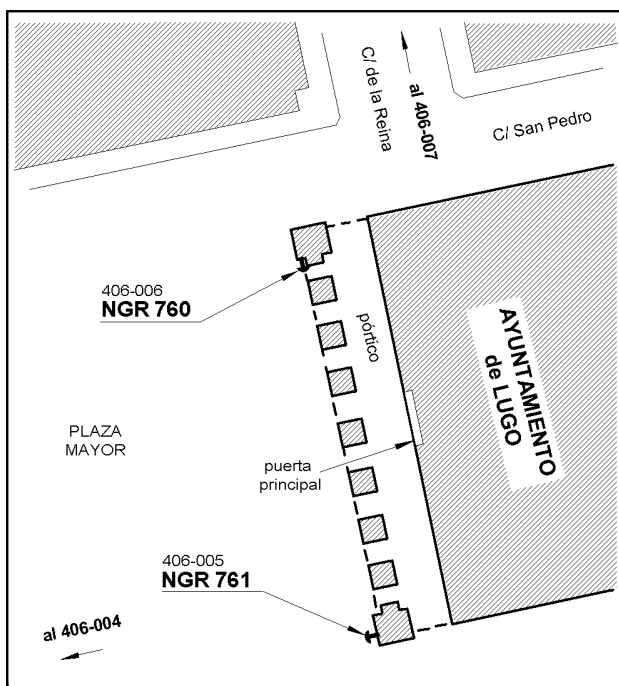 C/ de la Reina
al 406-007
C/ San Pedro
406-006
NGR 760
pórtico
AYUNTAMIENTO
de LUGO
PLAZA
MAYOR
puerta
principal
406-005
NGR 761
al 406-004